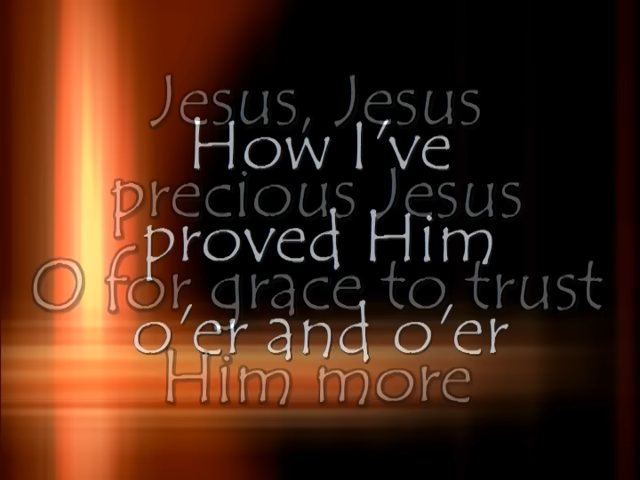 Jesus, Jesus
How I've
precious Jesus
proved Him
O for grace to trust
o'er and o'er
Him more